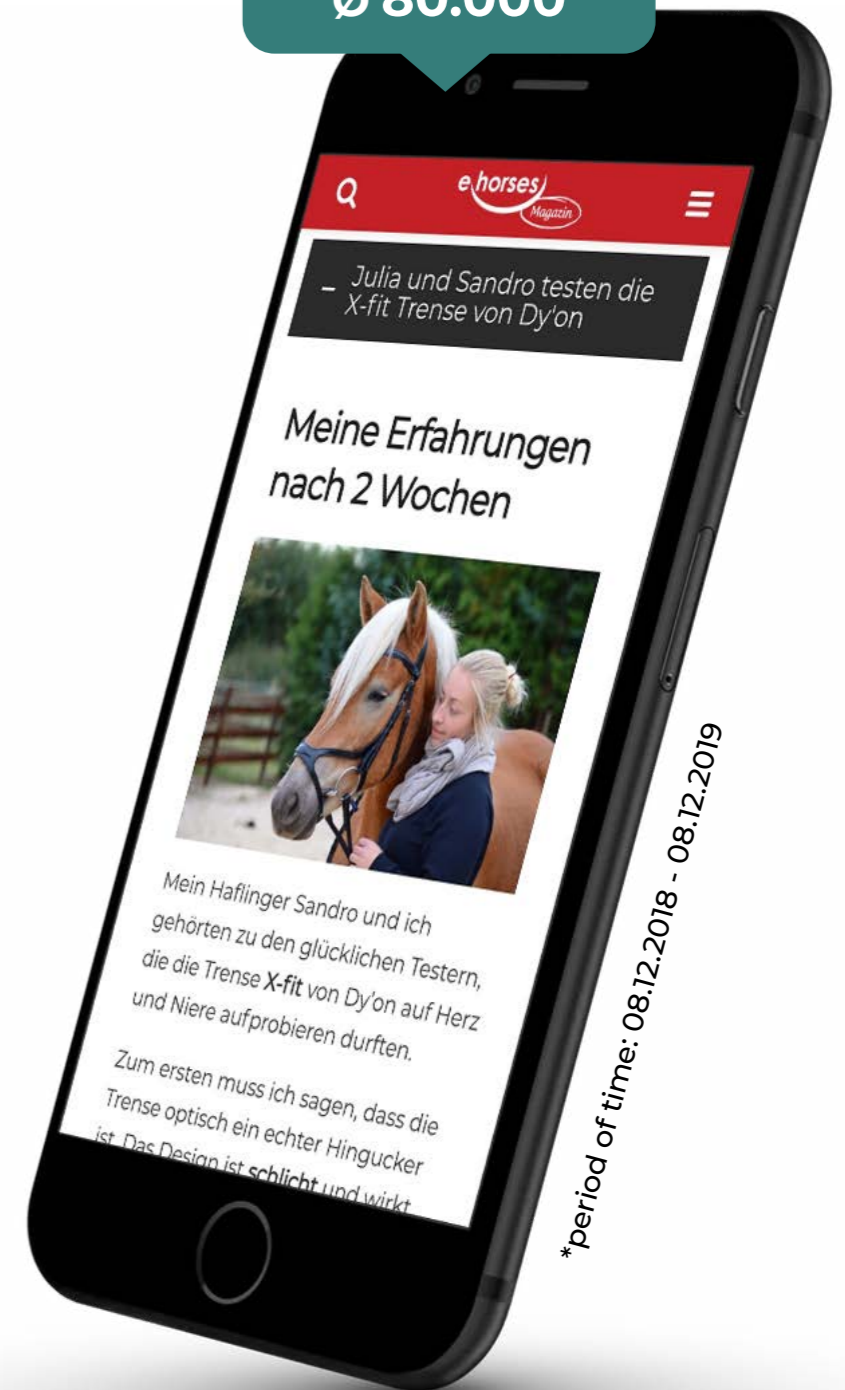 Ø 80.000
e horses
Magazin
– Julia und Sandro testen die
X-fit Trense von Dy'on
Meine Erfahrungen
nach 2 Wochen
Mein Haflinger Sandro und ich
gehörten zu den glücklichen Testern,
die die Trense X-fit von Dy'on auf Herz
und Niere aufprobieren durften.
Zum ersten muss ich sagen, dass die
Trense optisch ein echter Hingucker
ist. Das Design ist schlicht und wirkt
*period of time: 08.12.2018 - 08.12.2019